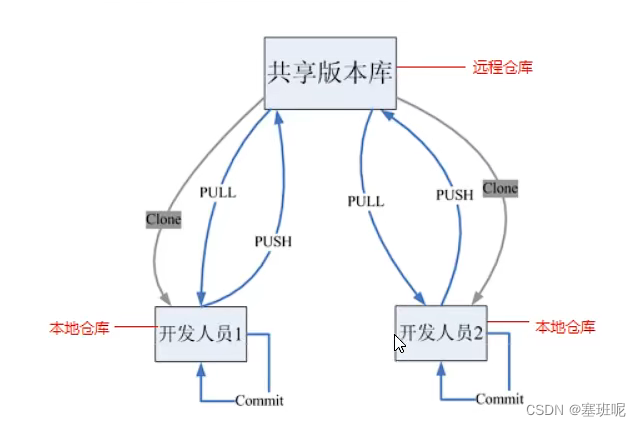 共享版本库
远程仓库
PULL
PUSH
Clone
PULL
PUSH
Clone
本地仓库
开发人员1
开发人员2
本地仓库
Commit
Commit
CSDN @塞班呢